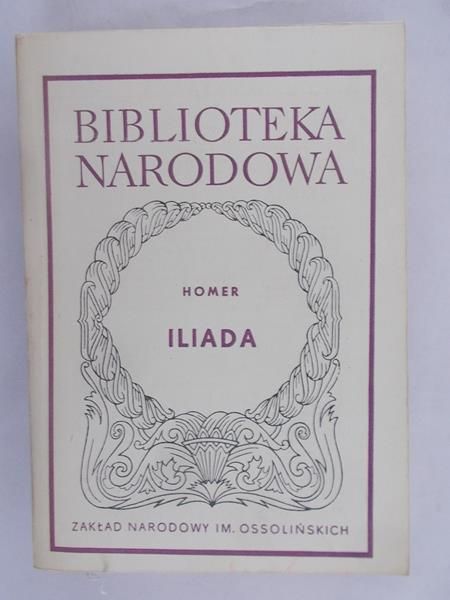 BIBLIOTEKA
NARODOWA
HOMER
ILIADA
ZAKŁAD NARODOWY IM. OSSOLIŃSKICH